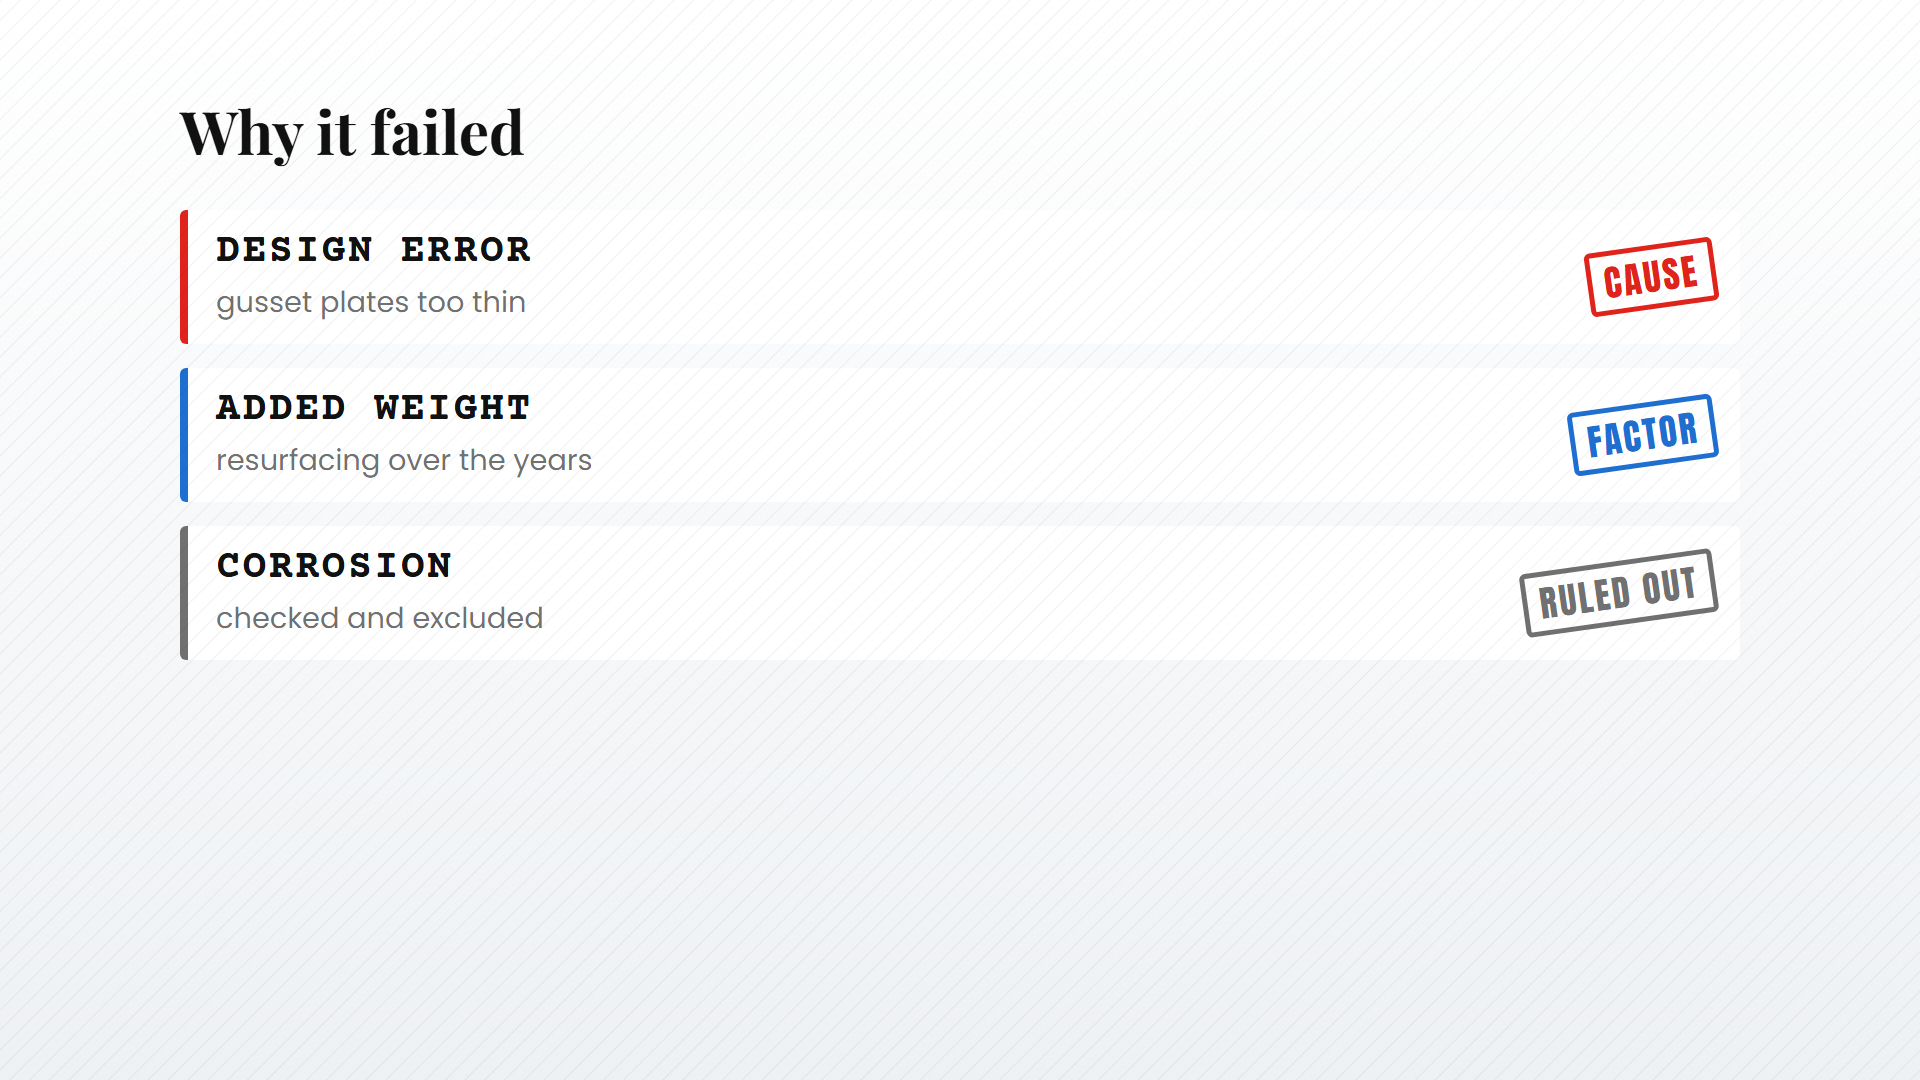 Why it failed
DESIGN ERROR
gusset plates too thin
CAUSE
ADDED WEIGHT
resurfacing over the years
FACTOR
CORROSION
checked and excluded
RULED OUT